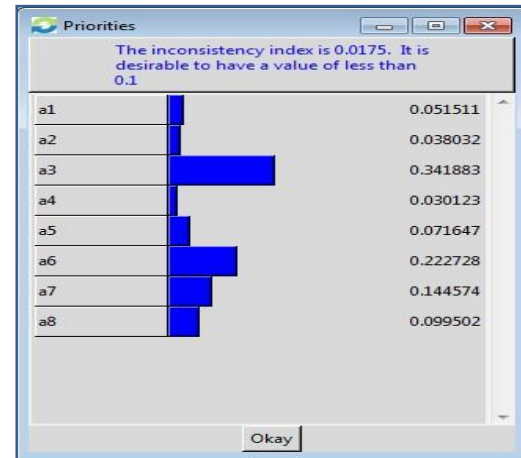 Priorities
The inconsistency index is 0.0175. It is
desirable to have a value of less than
0.1
a1 0.051511
a2 0.038032
a3 0.341883
a4 0.030123
a5 0.071647
a6 0.222728
a7 0.144574
a8 0.099502
Okay